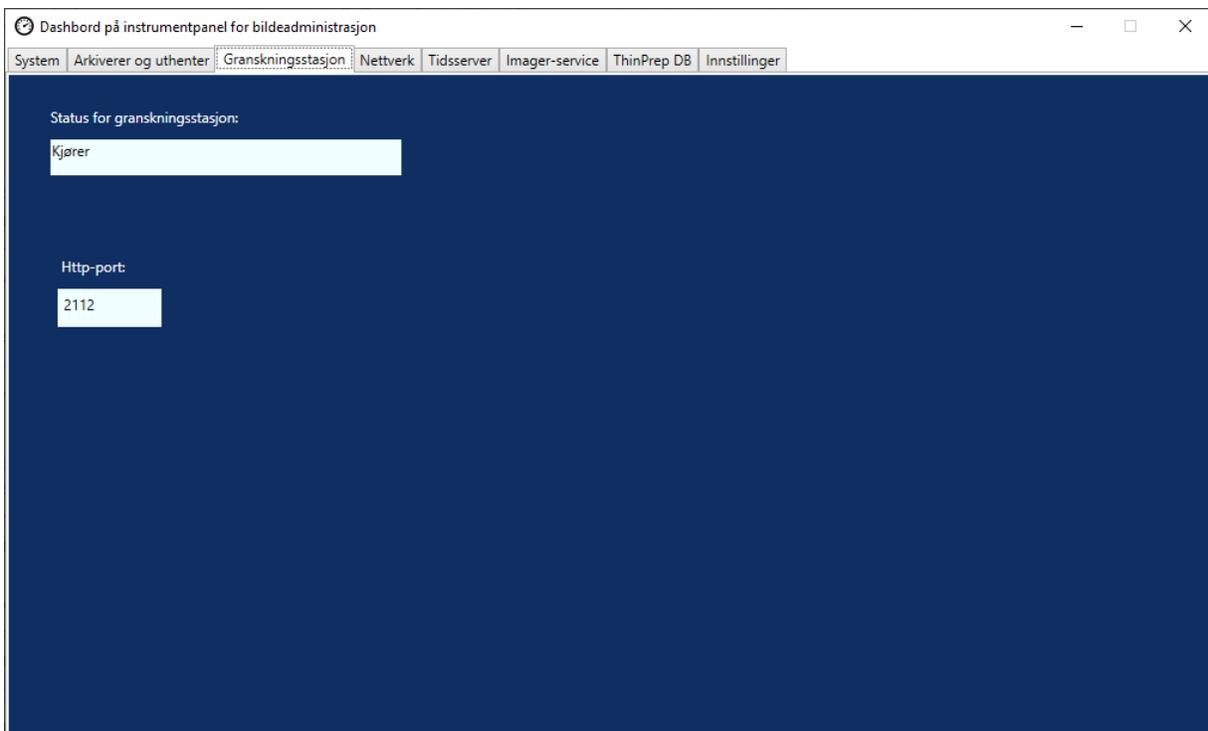 Dashbord på instrumentpanel for bildeadministrasjon
System Arkiverer og uthenter Granskningsstasjon Nettverk Tidsserver Imager-service ThinPrep DB Innstillinger
Status for granskningsstasjon:
Kjører
Http-port:
2112